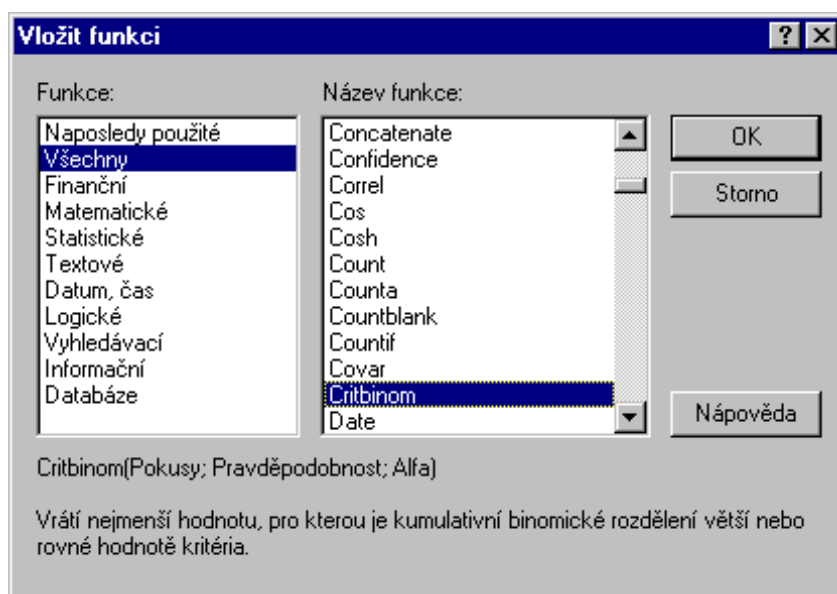 Vložit funkci
Funkce:
Naposledy použité
Všechny
Finanční
Matematické
Statistické
Textové
Datum, čas
Logické
Vyhledávací
Informační
Databáze
Název funkce:
Concatenate
Confidence
Correl
Cos
Cosh
Count
Counta
Countblank
Countif
Covar
Critbinom
Date
OK
Storno
Nápověda
Critbinom(Pokusy; Pravděpodobnost; Alfa)
Vrátí nejmenší hodnotu, pro kterou je kumulativní binomické rozdělení větší nebo
rovné hodnotě kritéria.